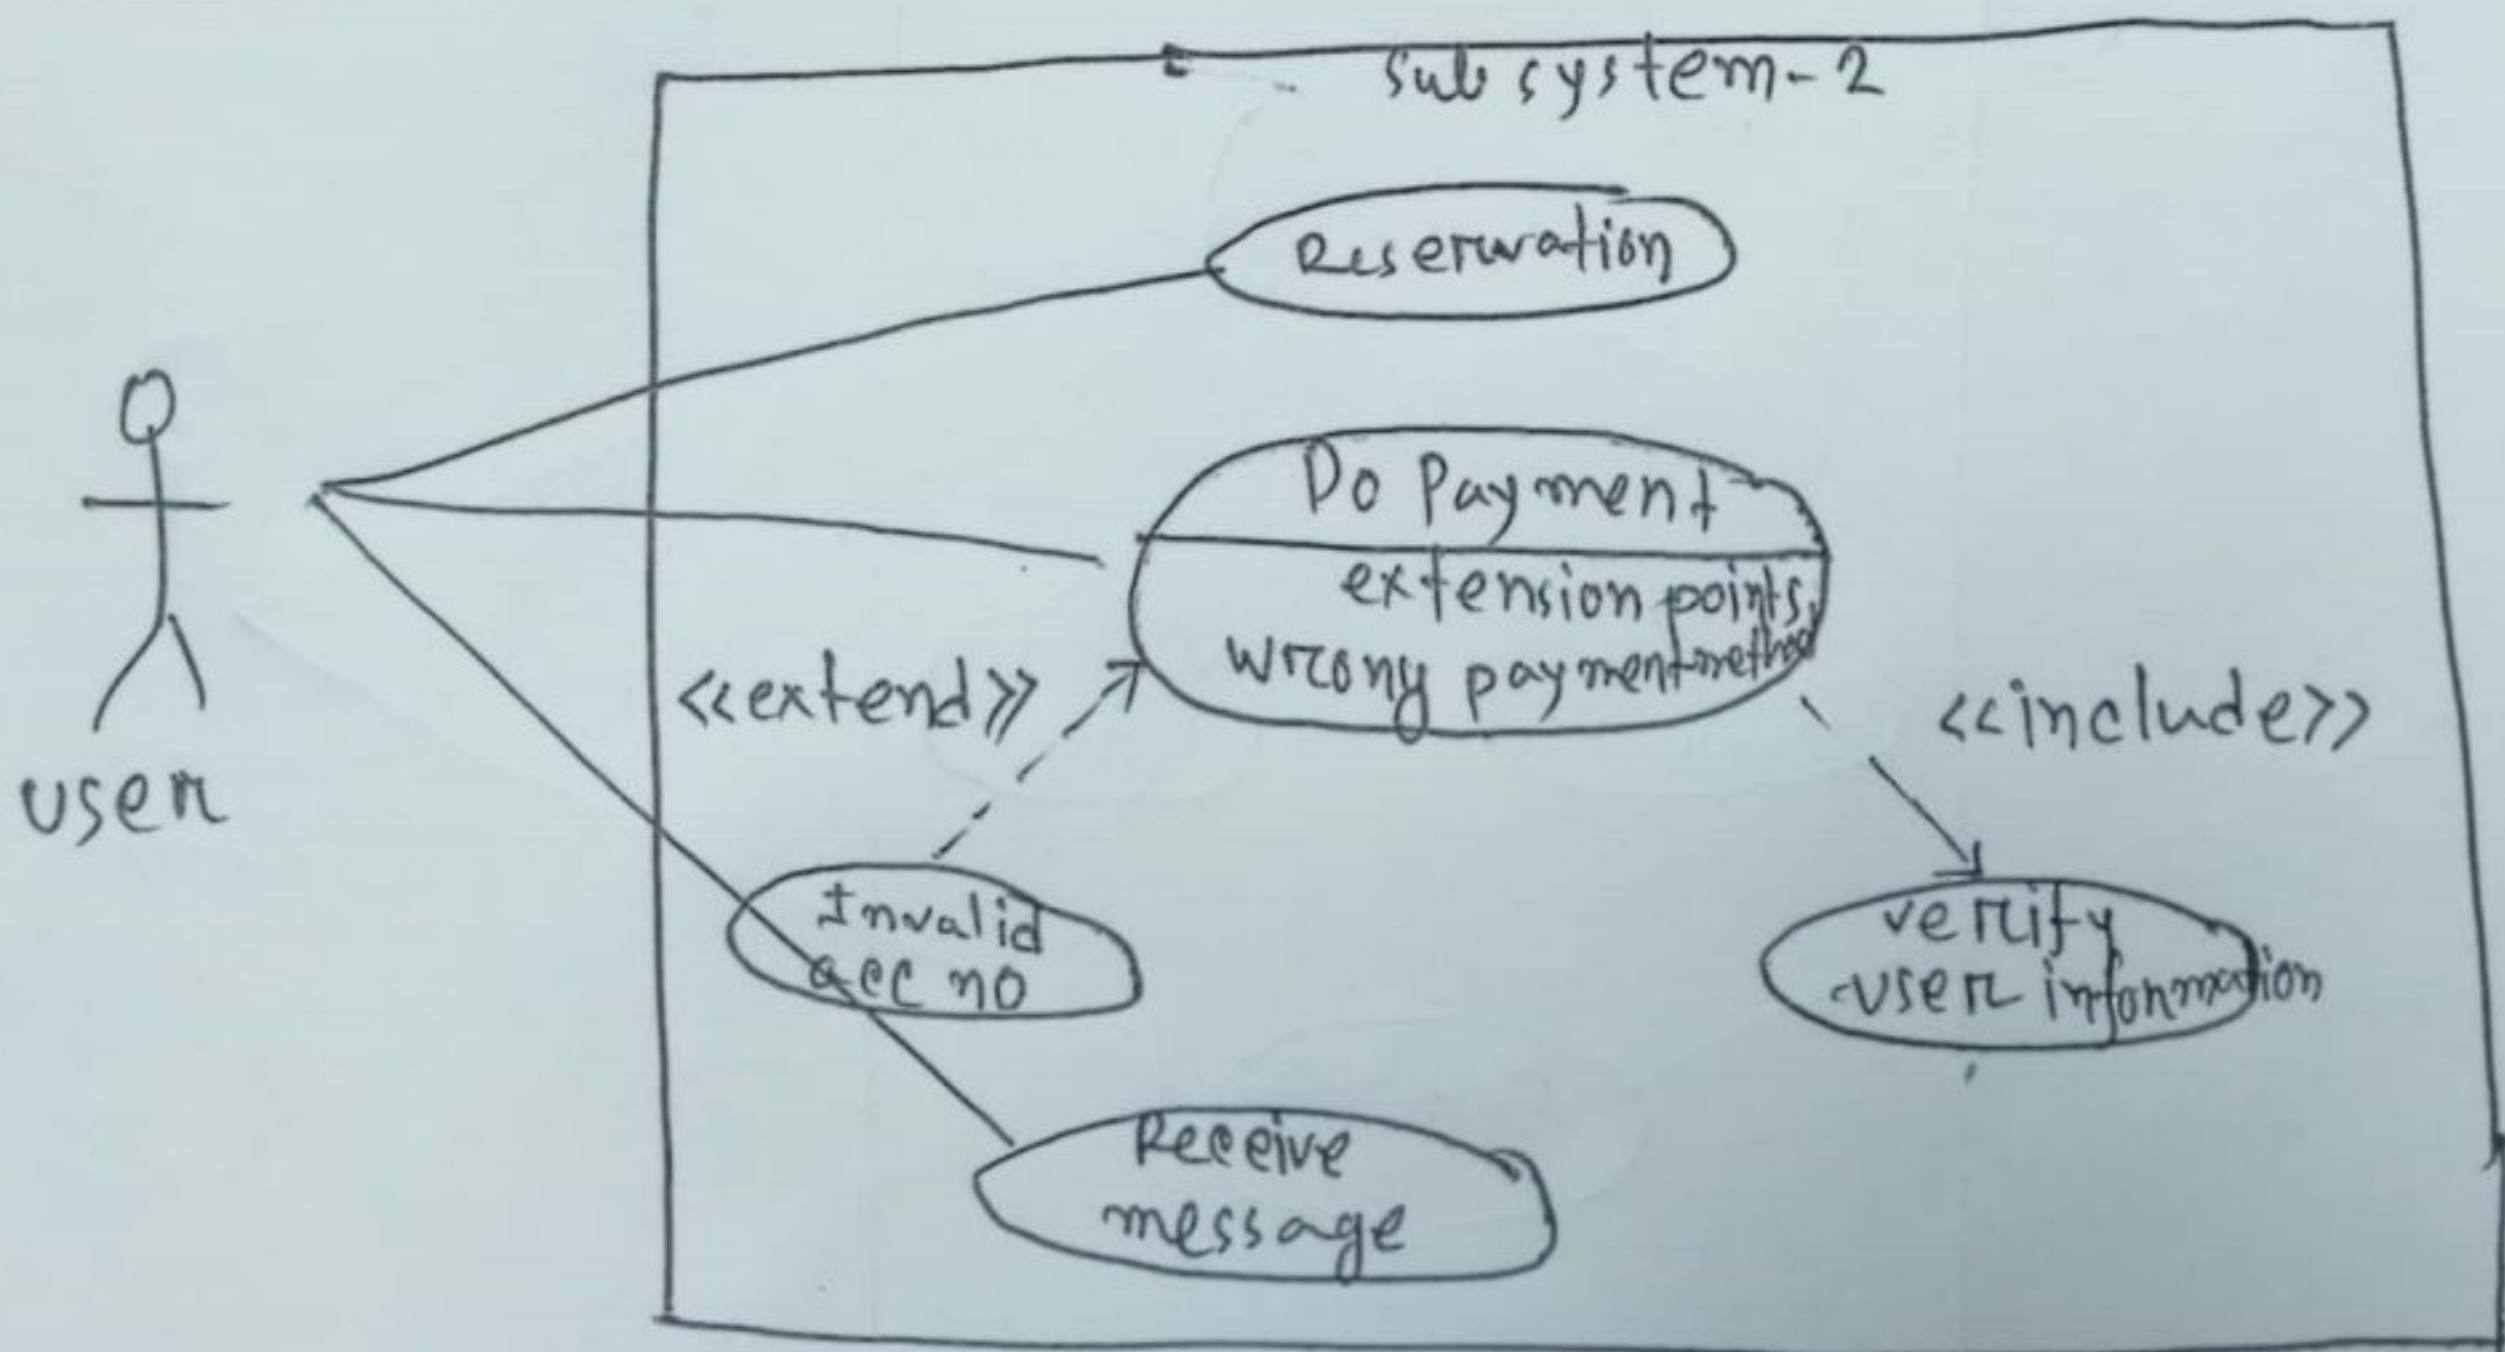 Sub system-2
Reservation
Do Payment
extension points,
wrong payment method
<<extend>>
<<include>>
user
Invalid
acc no
verify
user information
Receive
message